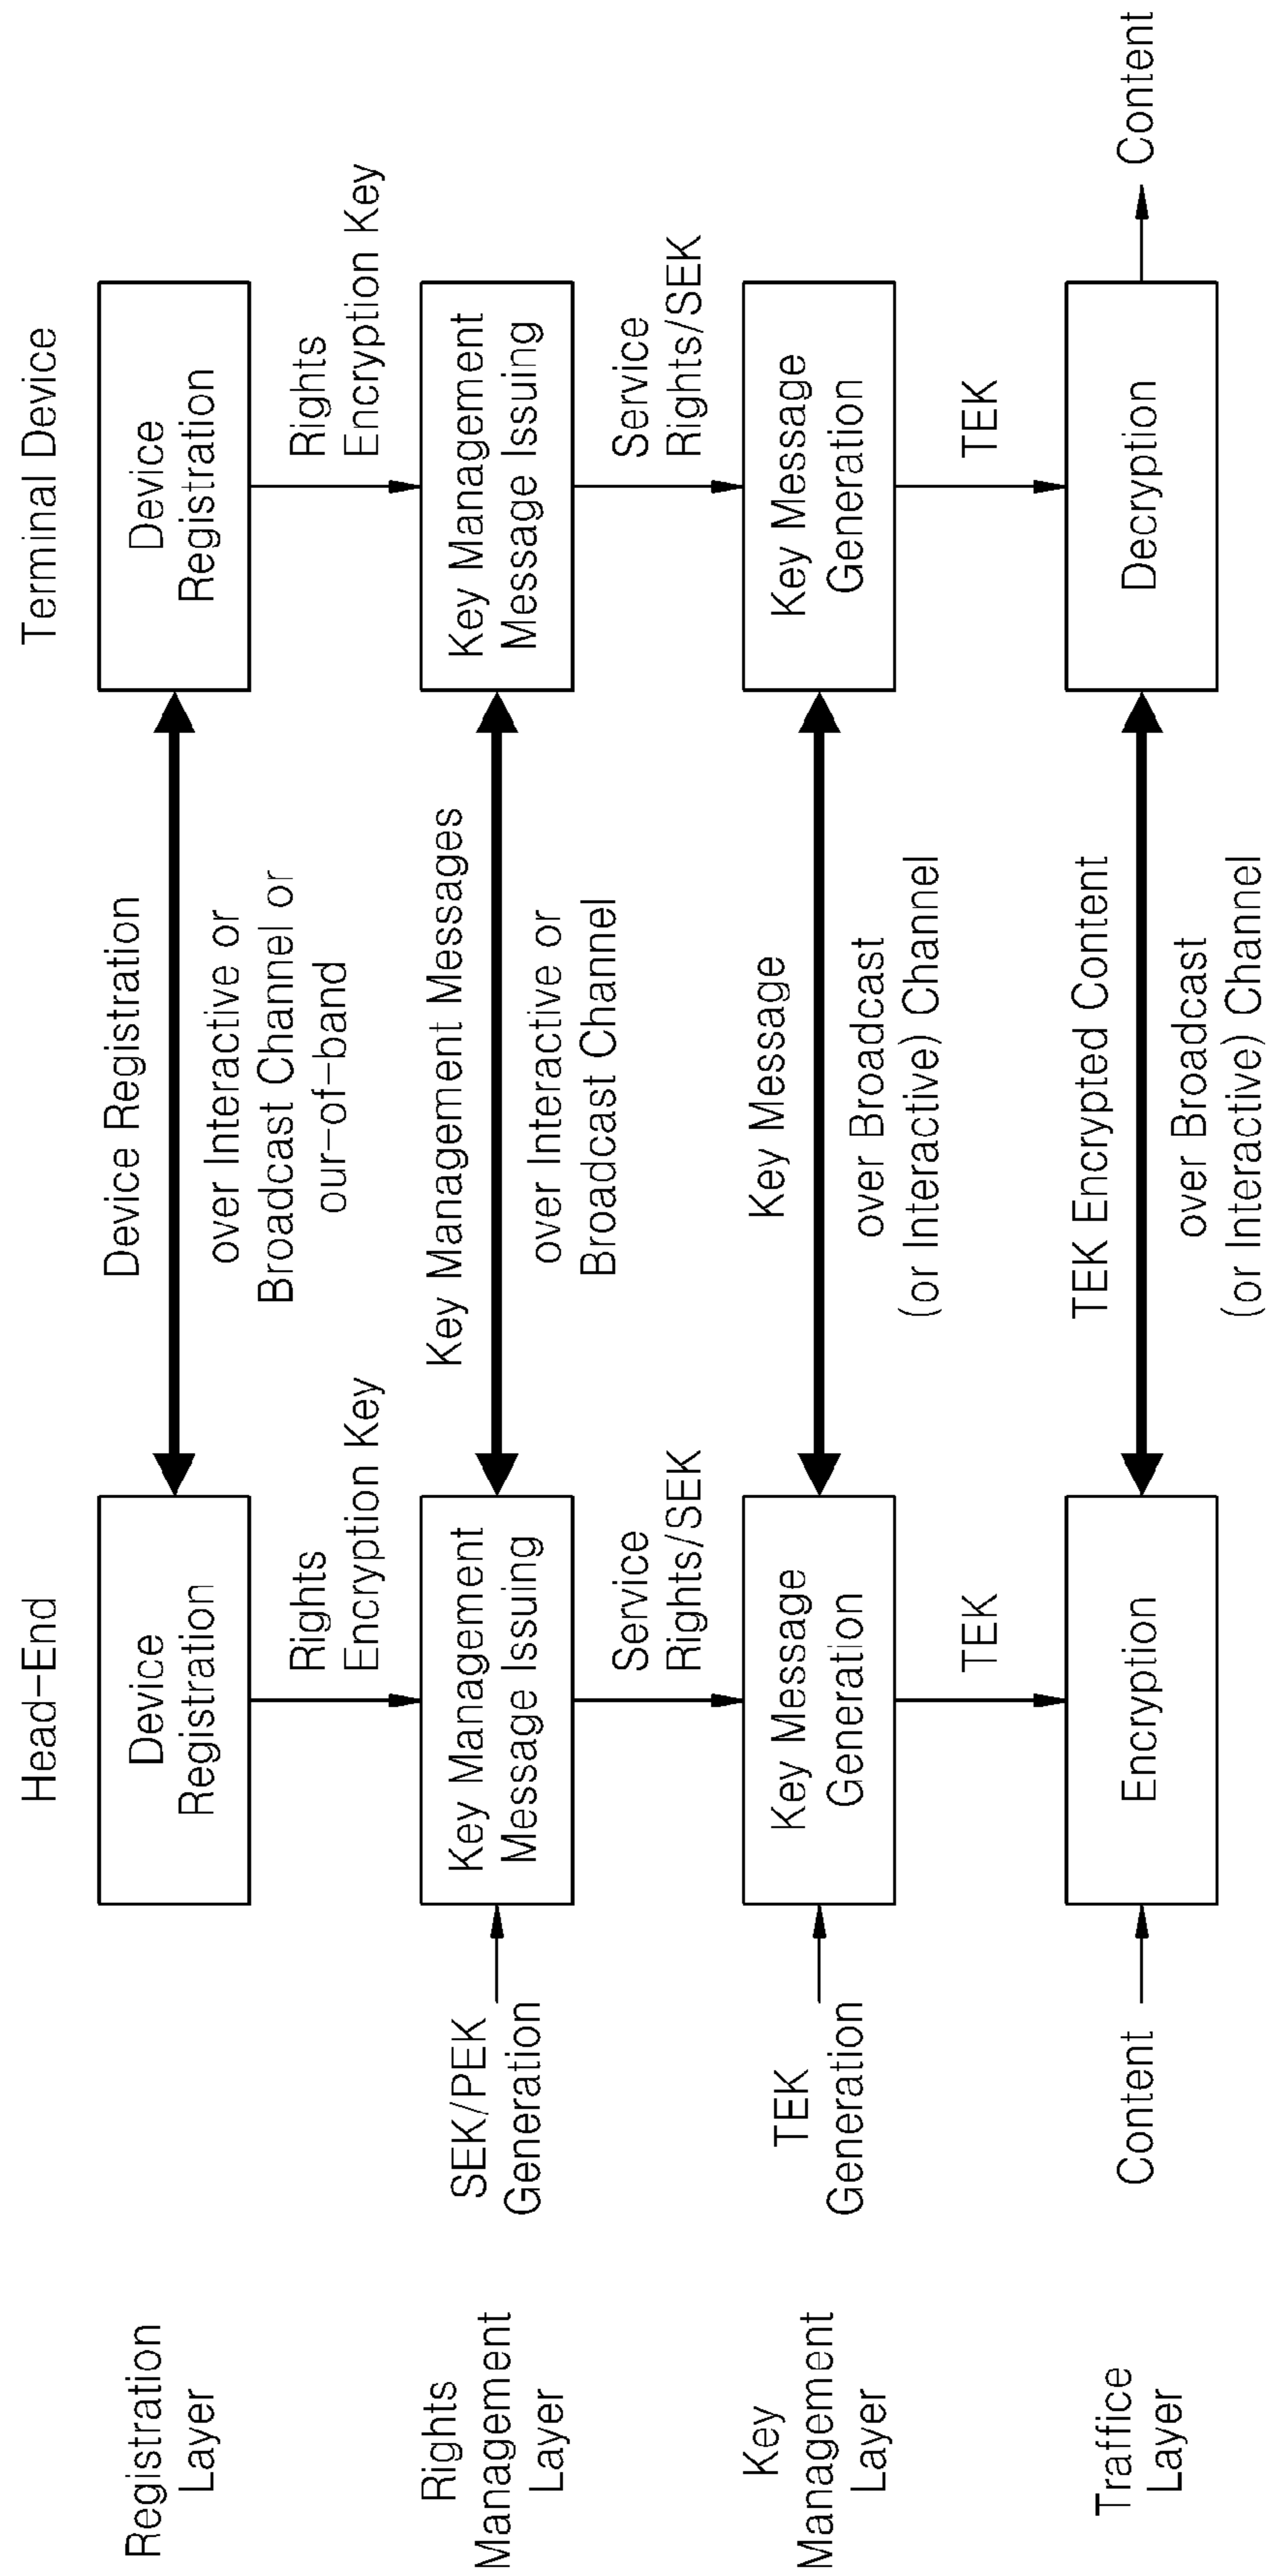 Head-End
Terminal Device
Registration
Layer
Device
Registration
Device Registration
over Interactive or
Broadcast Channel or
our-of-band
Device
Registration
Rights
Encryption Key
Rights
Encryption Key
Rights
Management
Layer
SEK/PEK
Generation
Key Management
Message Issuing
Key Management Messages
over Interactive or
Broadcast Channel
Key Management
Message Issuing
Service
Rights/SEK
Service
Rights/SEK
Key
Management
Layer
TEK
Generation
Key Message
Generation
Key Message
over Broadcast
(or Interactive) Channel
Key Message
Generation
TEK
TEK
Traffice
Layer
Content
Encryption
TEK Encrypted Content
over Broadcast
(or Interactive) Channel
Decryption
Content